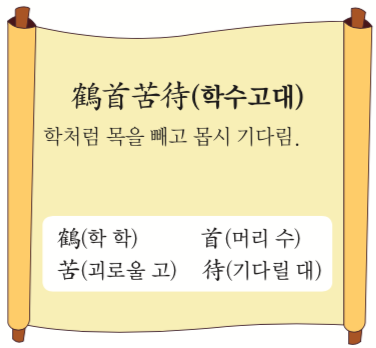 鶴首苦待(학수고대)
학처럼 목을 빼고 몹시 기다림.
鶴(학 학) 首(머리 수)
苦(괴로울 고) 待(기다릴 대)